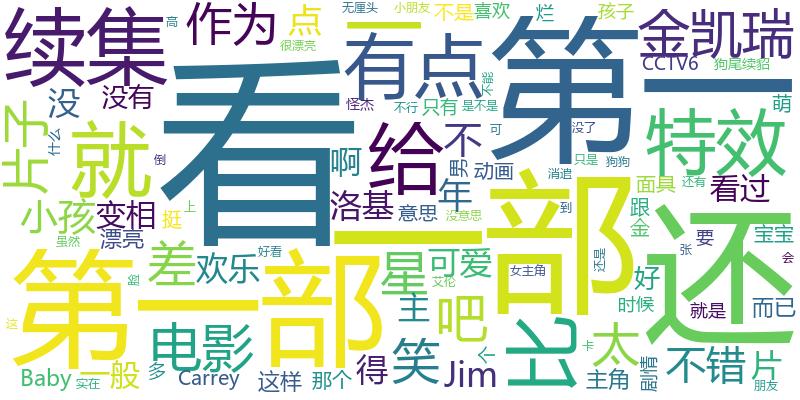 续集
作为
点
有点
第一
金凯瑞
无厘头
小朋友
不是
喜欢
烂
孩子
高
很漂亮
CCTV6
狗尾续貂
萌
没
没有
看
怪杰
不能
片子
什么
就
给
不
只有
不行
是不是
特效
啊
男
动画
可
没了
只是
狗狗
倒
消追
面具
还有
看过
小孩
变相
挺
上
洛基
意思
年
一部
没意思
到
跟
金
张
要
宝宝
虽然
漂亮
差
欢乐
好看
星
可爱
女主角
还是
还
会
第一部
超
艾伦
主
吧
好
时候
就是
而已
这
电影
笑
比
太
不错
片
卡
Baby
实在
一般
多
Carrey
这样
那个
得
Jim
个
主角
剧情
朋友